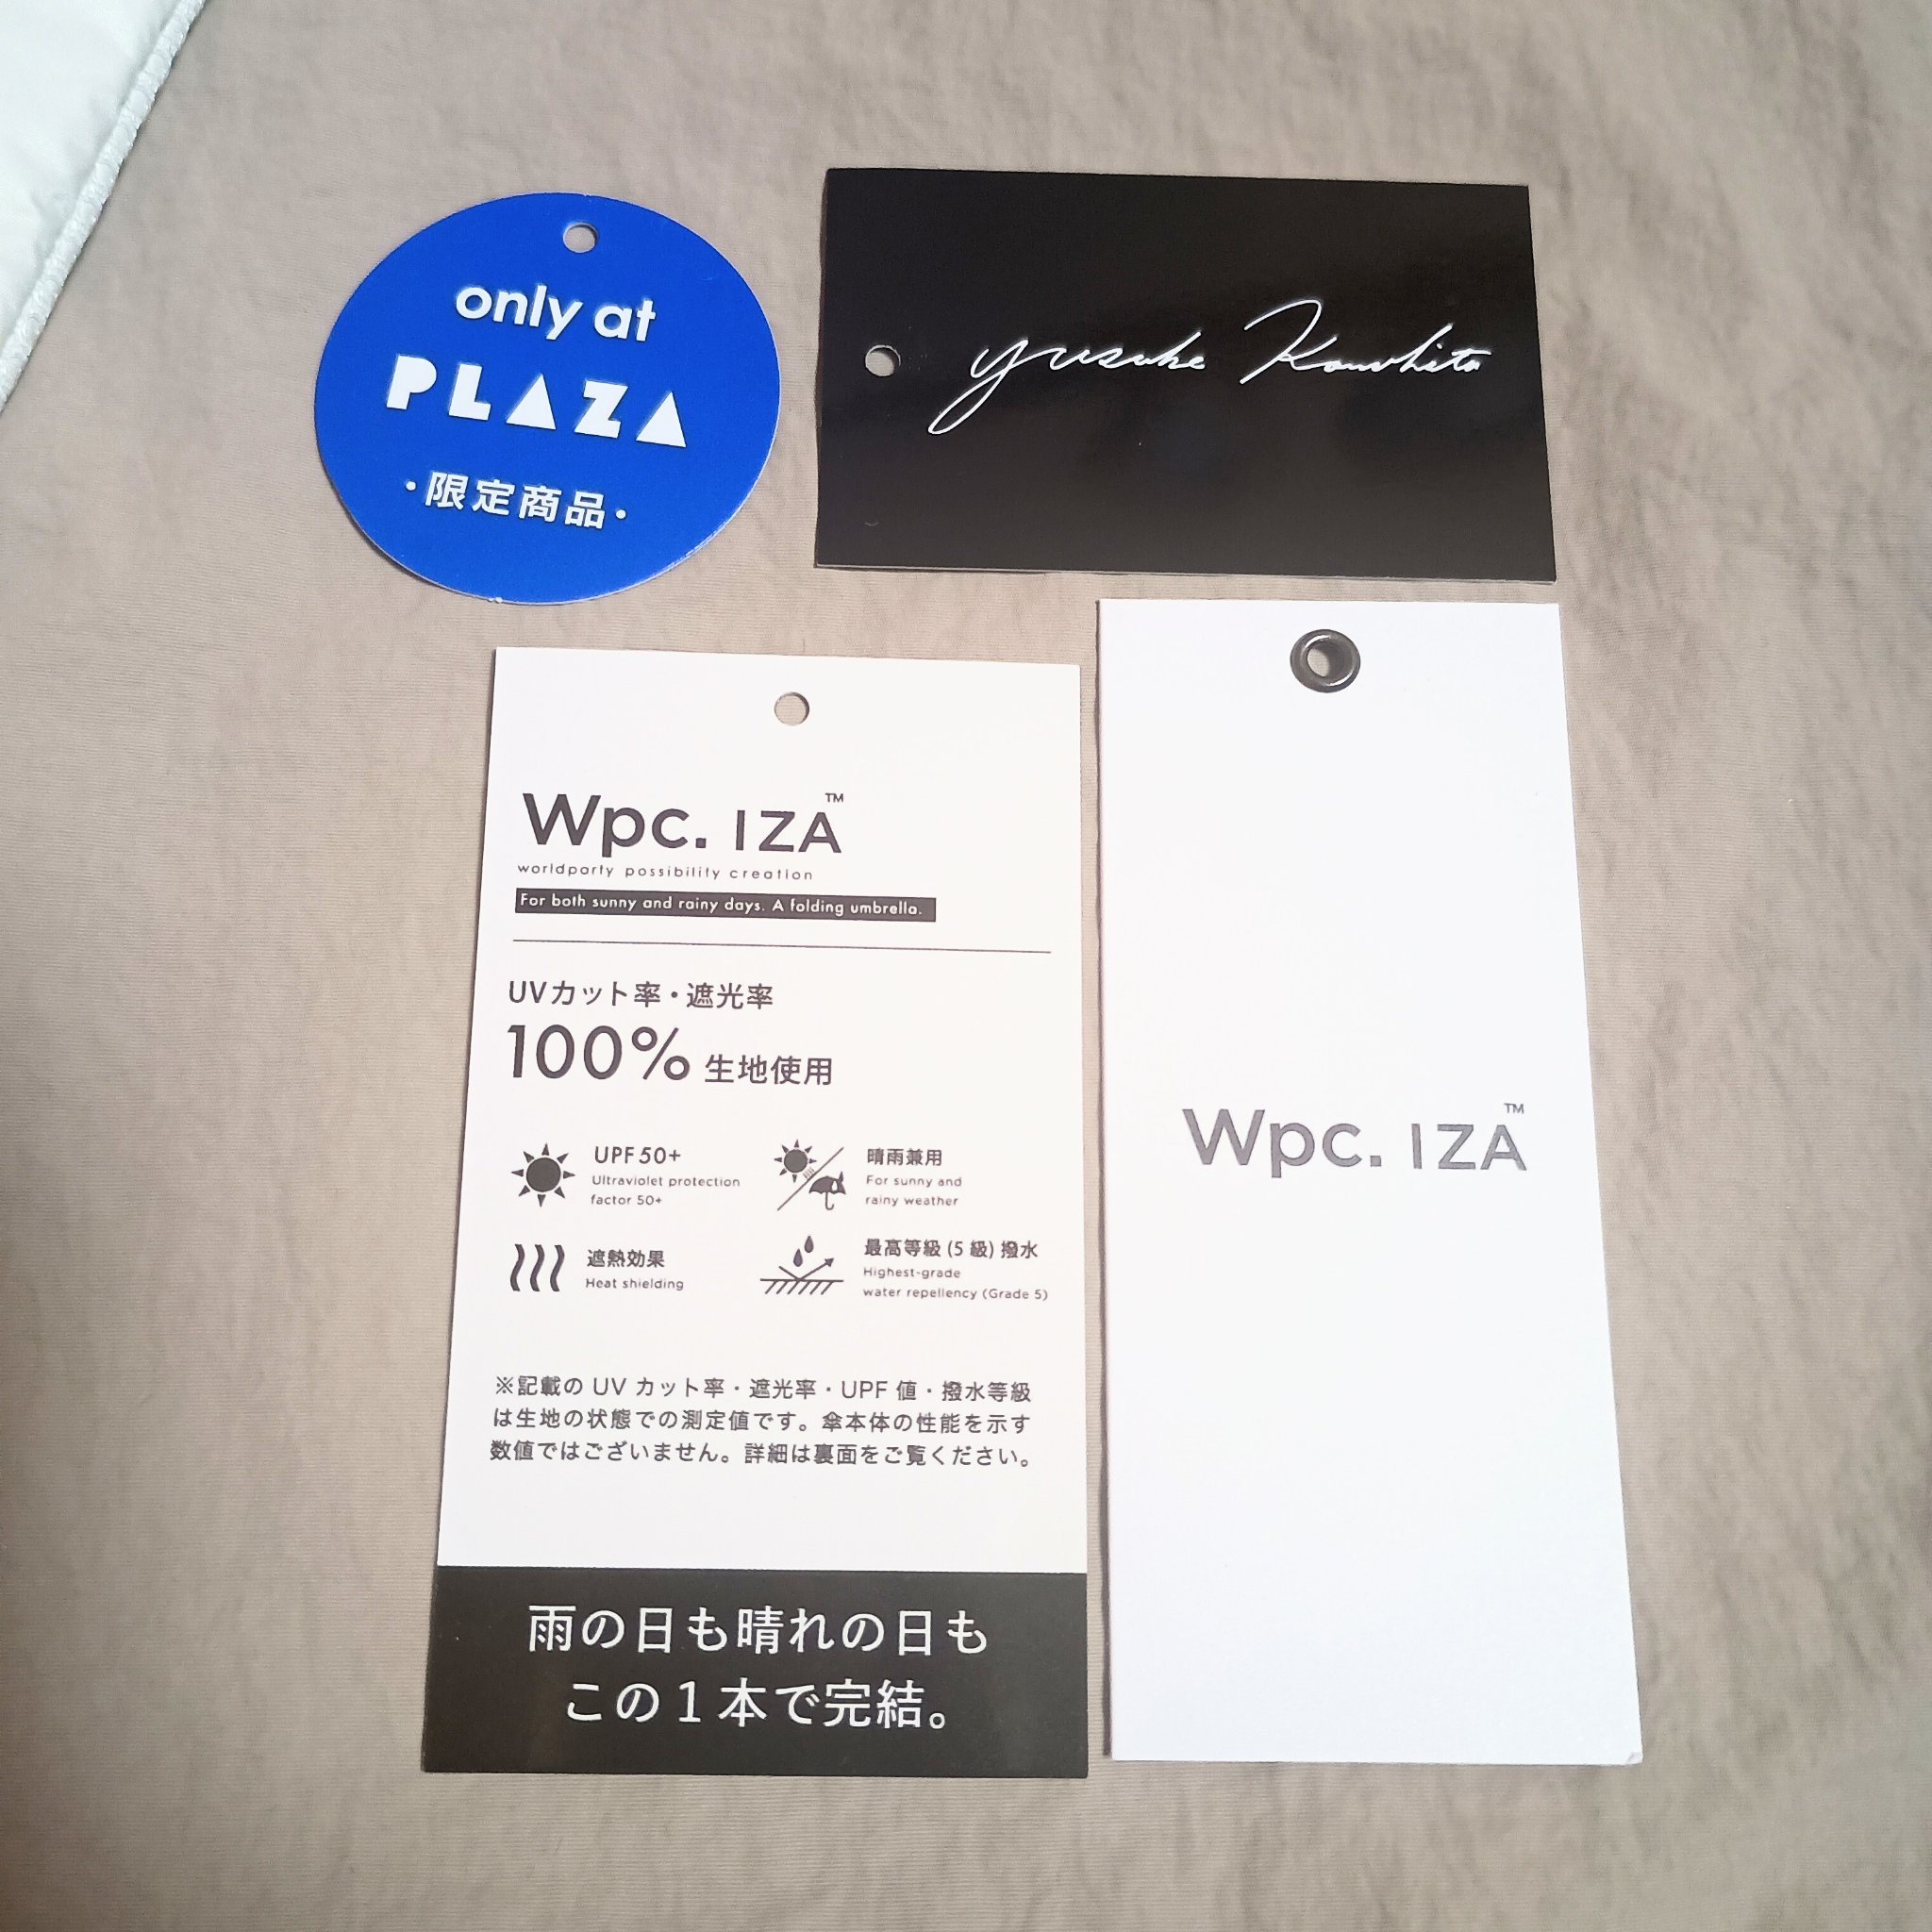 only at
PLAZA
・限定商品・
yusuke
Wpc. IZA™
worldparty possibility creation
For both sunny and rainy days. A folding umbrella.
UVカット率・遮光率
100% 生地使用
UPF50+
Ultraviolet protection
factor 50+
晴雨兼用
For sunny and
rainy weather
遮熱効果
Heat shielding
最高等級 (5 級) 撥水
Highest-grade
water repellency (Grade 5)
※記載の UV カット率・遮光率・UPF 値・撥水等級
は生地の状態での測定値です。傘本体の性能を示す
数値ではございません。詳細は裏面をご覧ください。
雨の日も晴れの日も
この1本で完結。
Wpc. IZA™